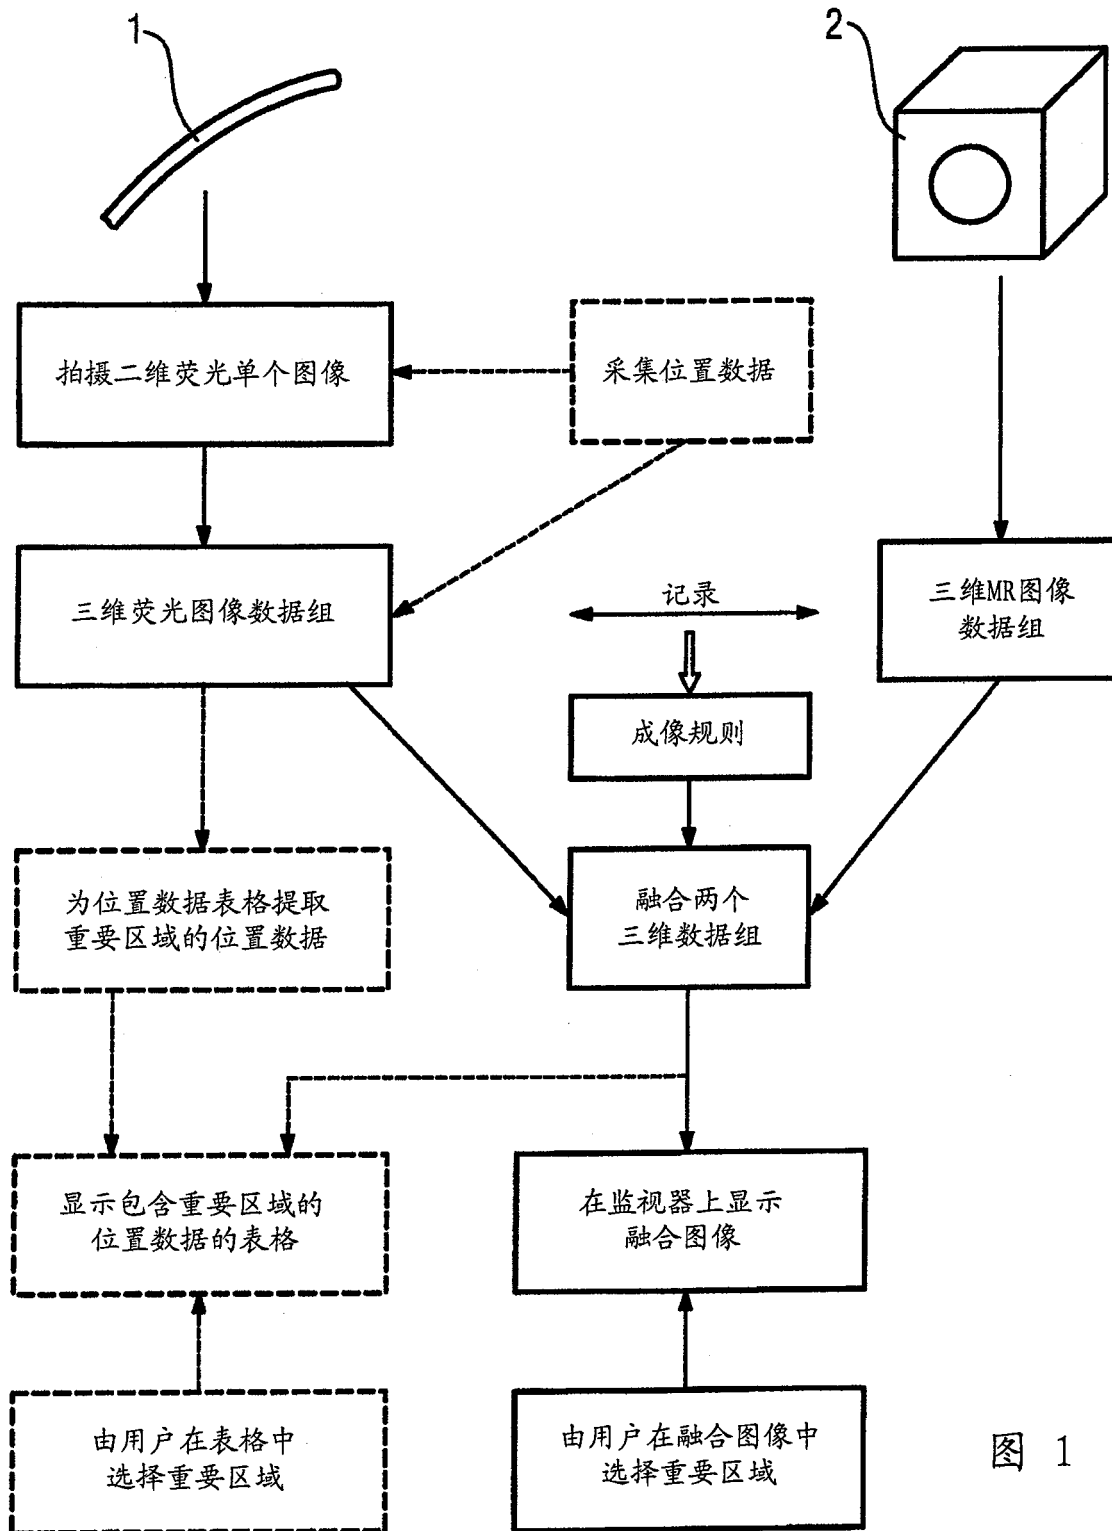 1
2
拍摄二维荧光单个图像
采集位置数据
三维荧光图像数据组
记录
三维MR图像
数据组
成像规则
为位置数据表格提取
重要区域的位置数据
融合两个
三维数据组
显示包含重要区域的
位置数据的表格
在监视器上显示
融合图像
由用户在表格中
选择重要区域
由用户在融合图像中
选择重要区域
图 1